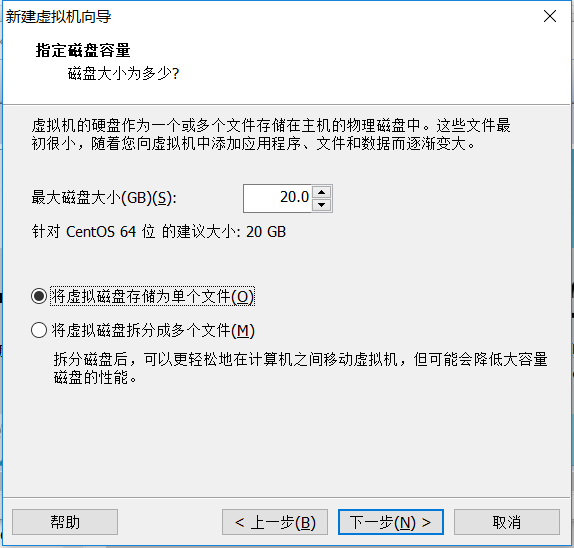 新建虚拟机向导
指定磁盘容量
磁盘大小为多少?
虚拟机的硬盘作为一个或多个文件存储在主机的物理磁盘中。这些文件最
初很小，随着您向虚拟机中添加应用程序、文件和数据而逐渐变大。
最大磁盘大小(GB)(S): 20.0
针对 CentOS 64 位 的建议大小: 20 GB
将虚拟磁盘存储为单个文件(O)
将虚拟磁盘拆分成多个文件(M)
拆分磁盘后，可以更轻松地在计算机之间移动虚拟机，但可能会降低大容量
磁盘的性能。
帮助 < 上一步(B) 下一步(N) > 取消